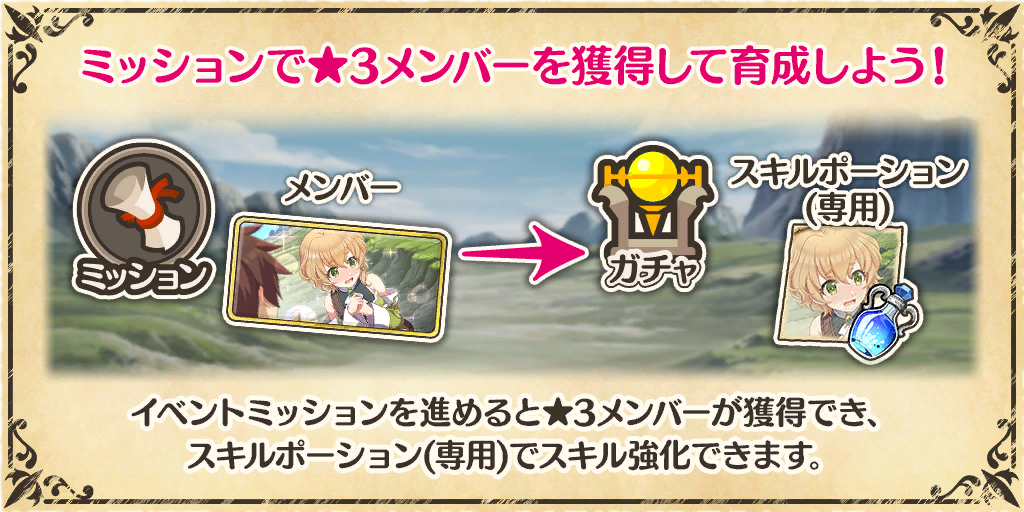 ミッションで★3メンバーを獲得して育成しよう!
メンバー
ミッション
ガチャ
スキルポーション
(専用)
イベントミッションを進めると★3メンバーが獲得でき、
スキルポーション(専用)でスキル強化できます。